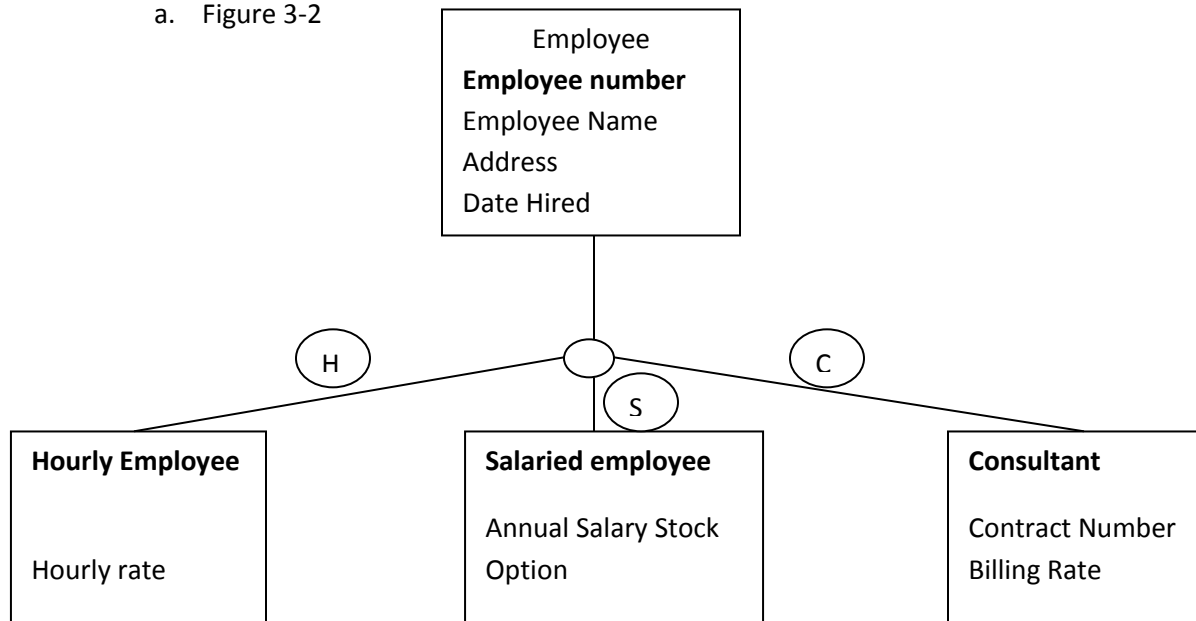 a. Figure 3-2
Employee
Employee number
Employee Name
Address
Date Hired
H
S
C
Hourly Employee
Hourly rate
Salaried employee
Annual Salary Stock
Option
Consultant
Contract Number
Billing Rate